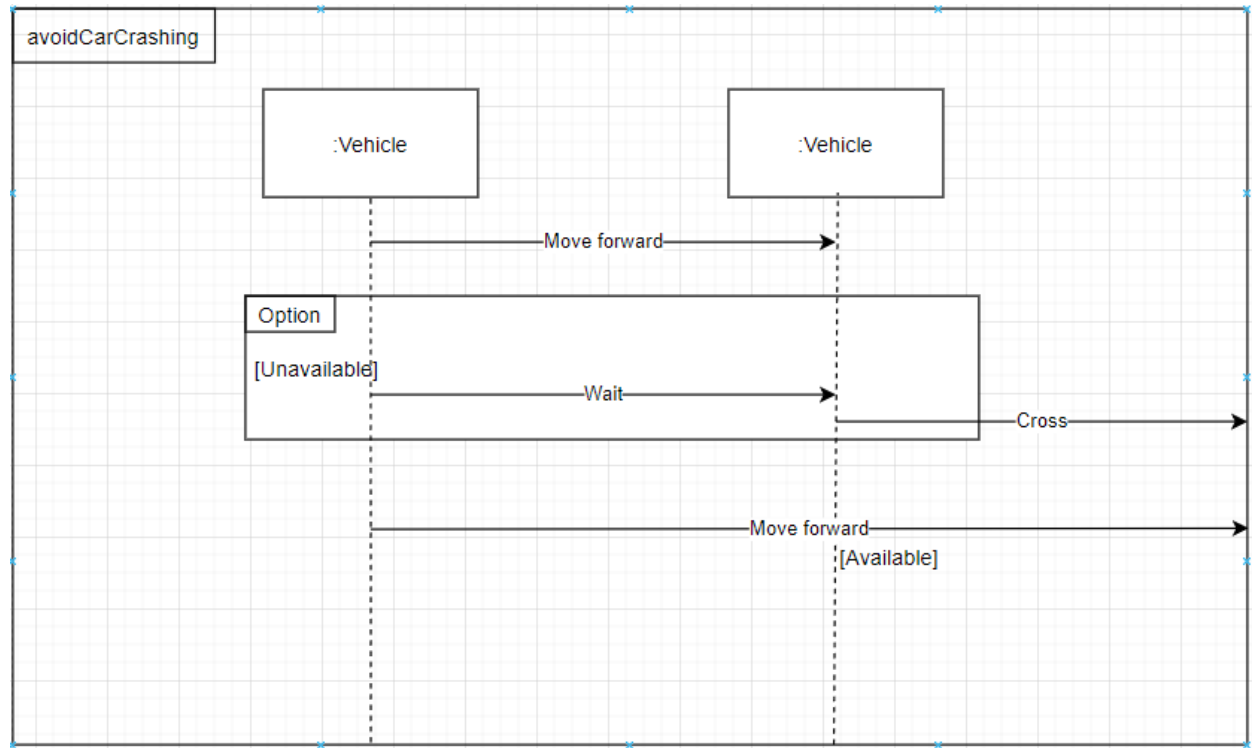 avoidCarCrashing
:Vehicle
:Vehicle
Move forward
Option
[Unavailable]
Wait
Cross
Move forward
[Available]